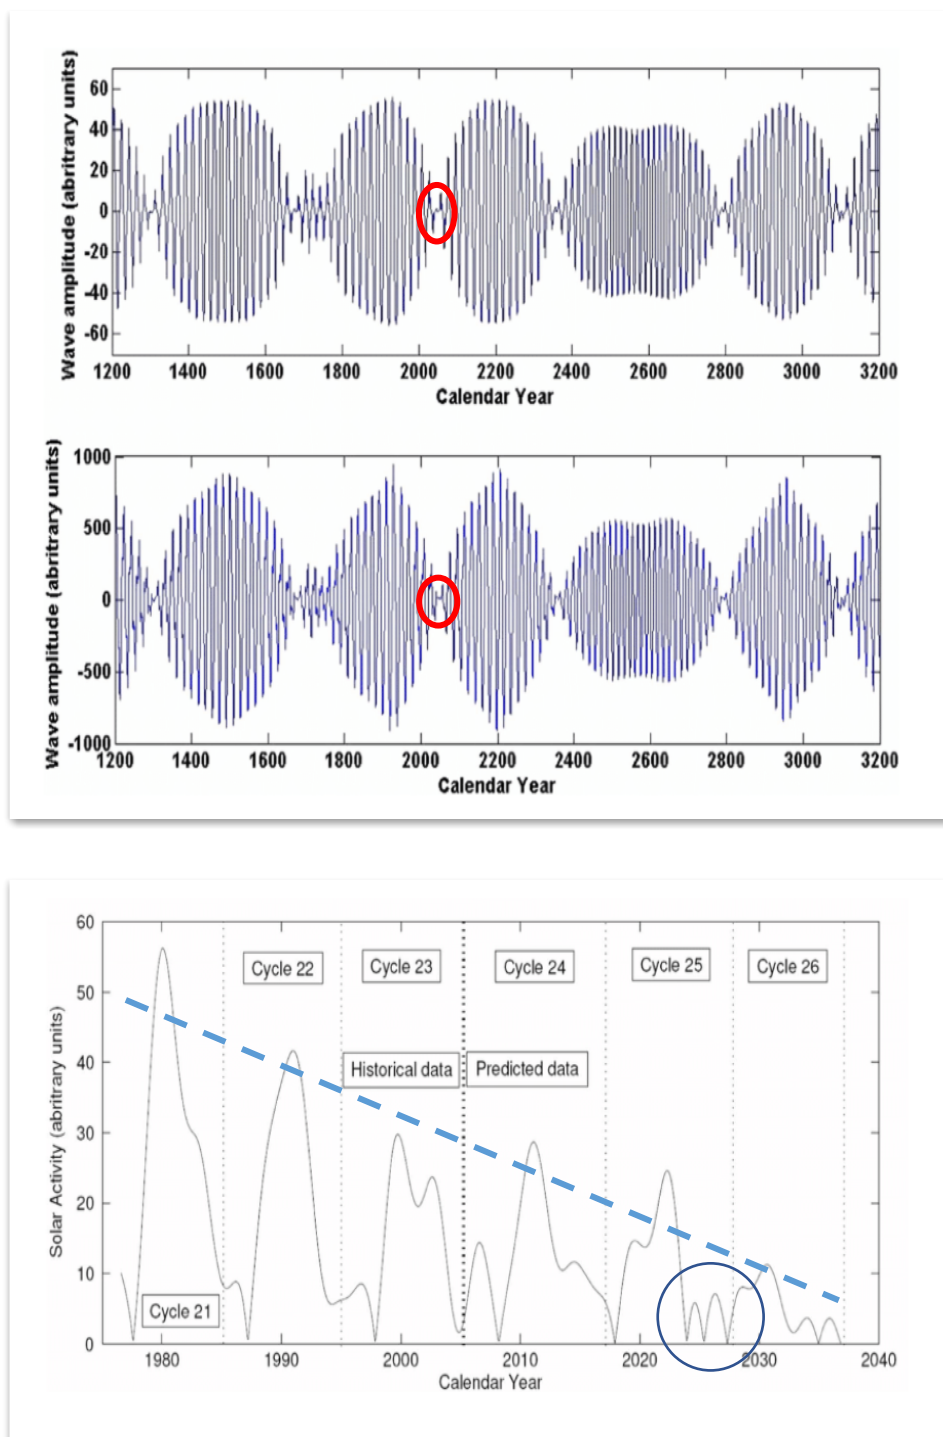 Wave amplitude (abritrary units)
60
40
20
0
-20
-40
-60
1200 1400 1600 1800 2000 2200 2400 2600 2800 3000 3200
Calendar Year
Wave amplitude (abritrary units)
1000
500
0
-500
-1000
1200 1400 1600 1800 2000 2200 2400 2600 2800 3000 3200
Calendar Year
Solar Activity (abritrary units)
60
50
40
30
20
10
0
Cycle 22 Cycle 23 Cycle 24 Cycle 25 Cycle 26
Historical data Predicted data
Cycle 21
1980 1990 2000 2010 2020 2030 2040
Calendar Year